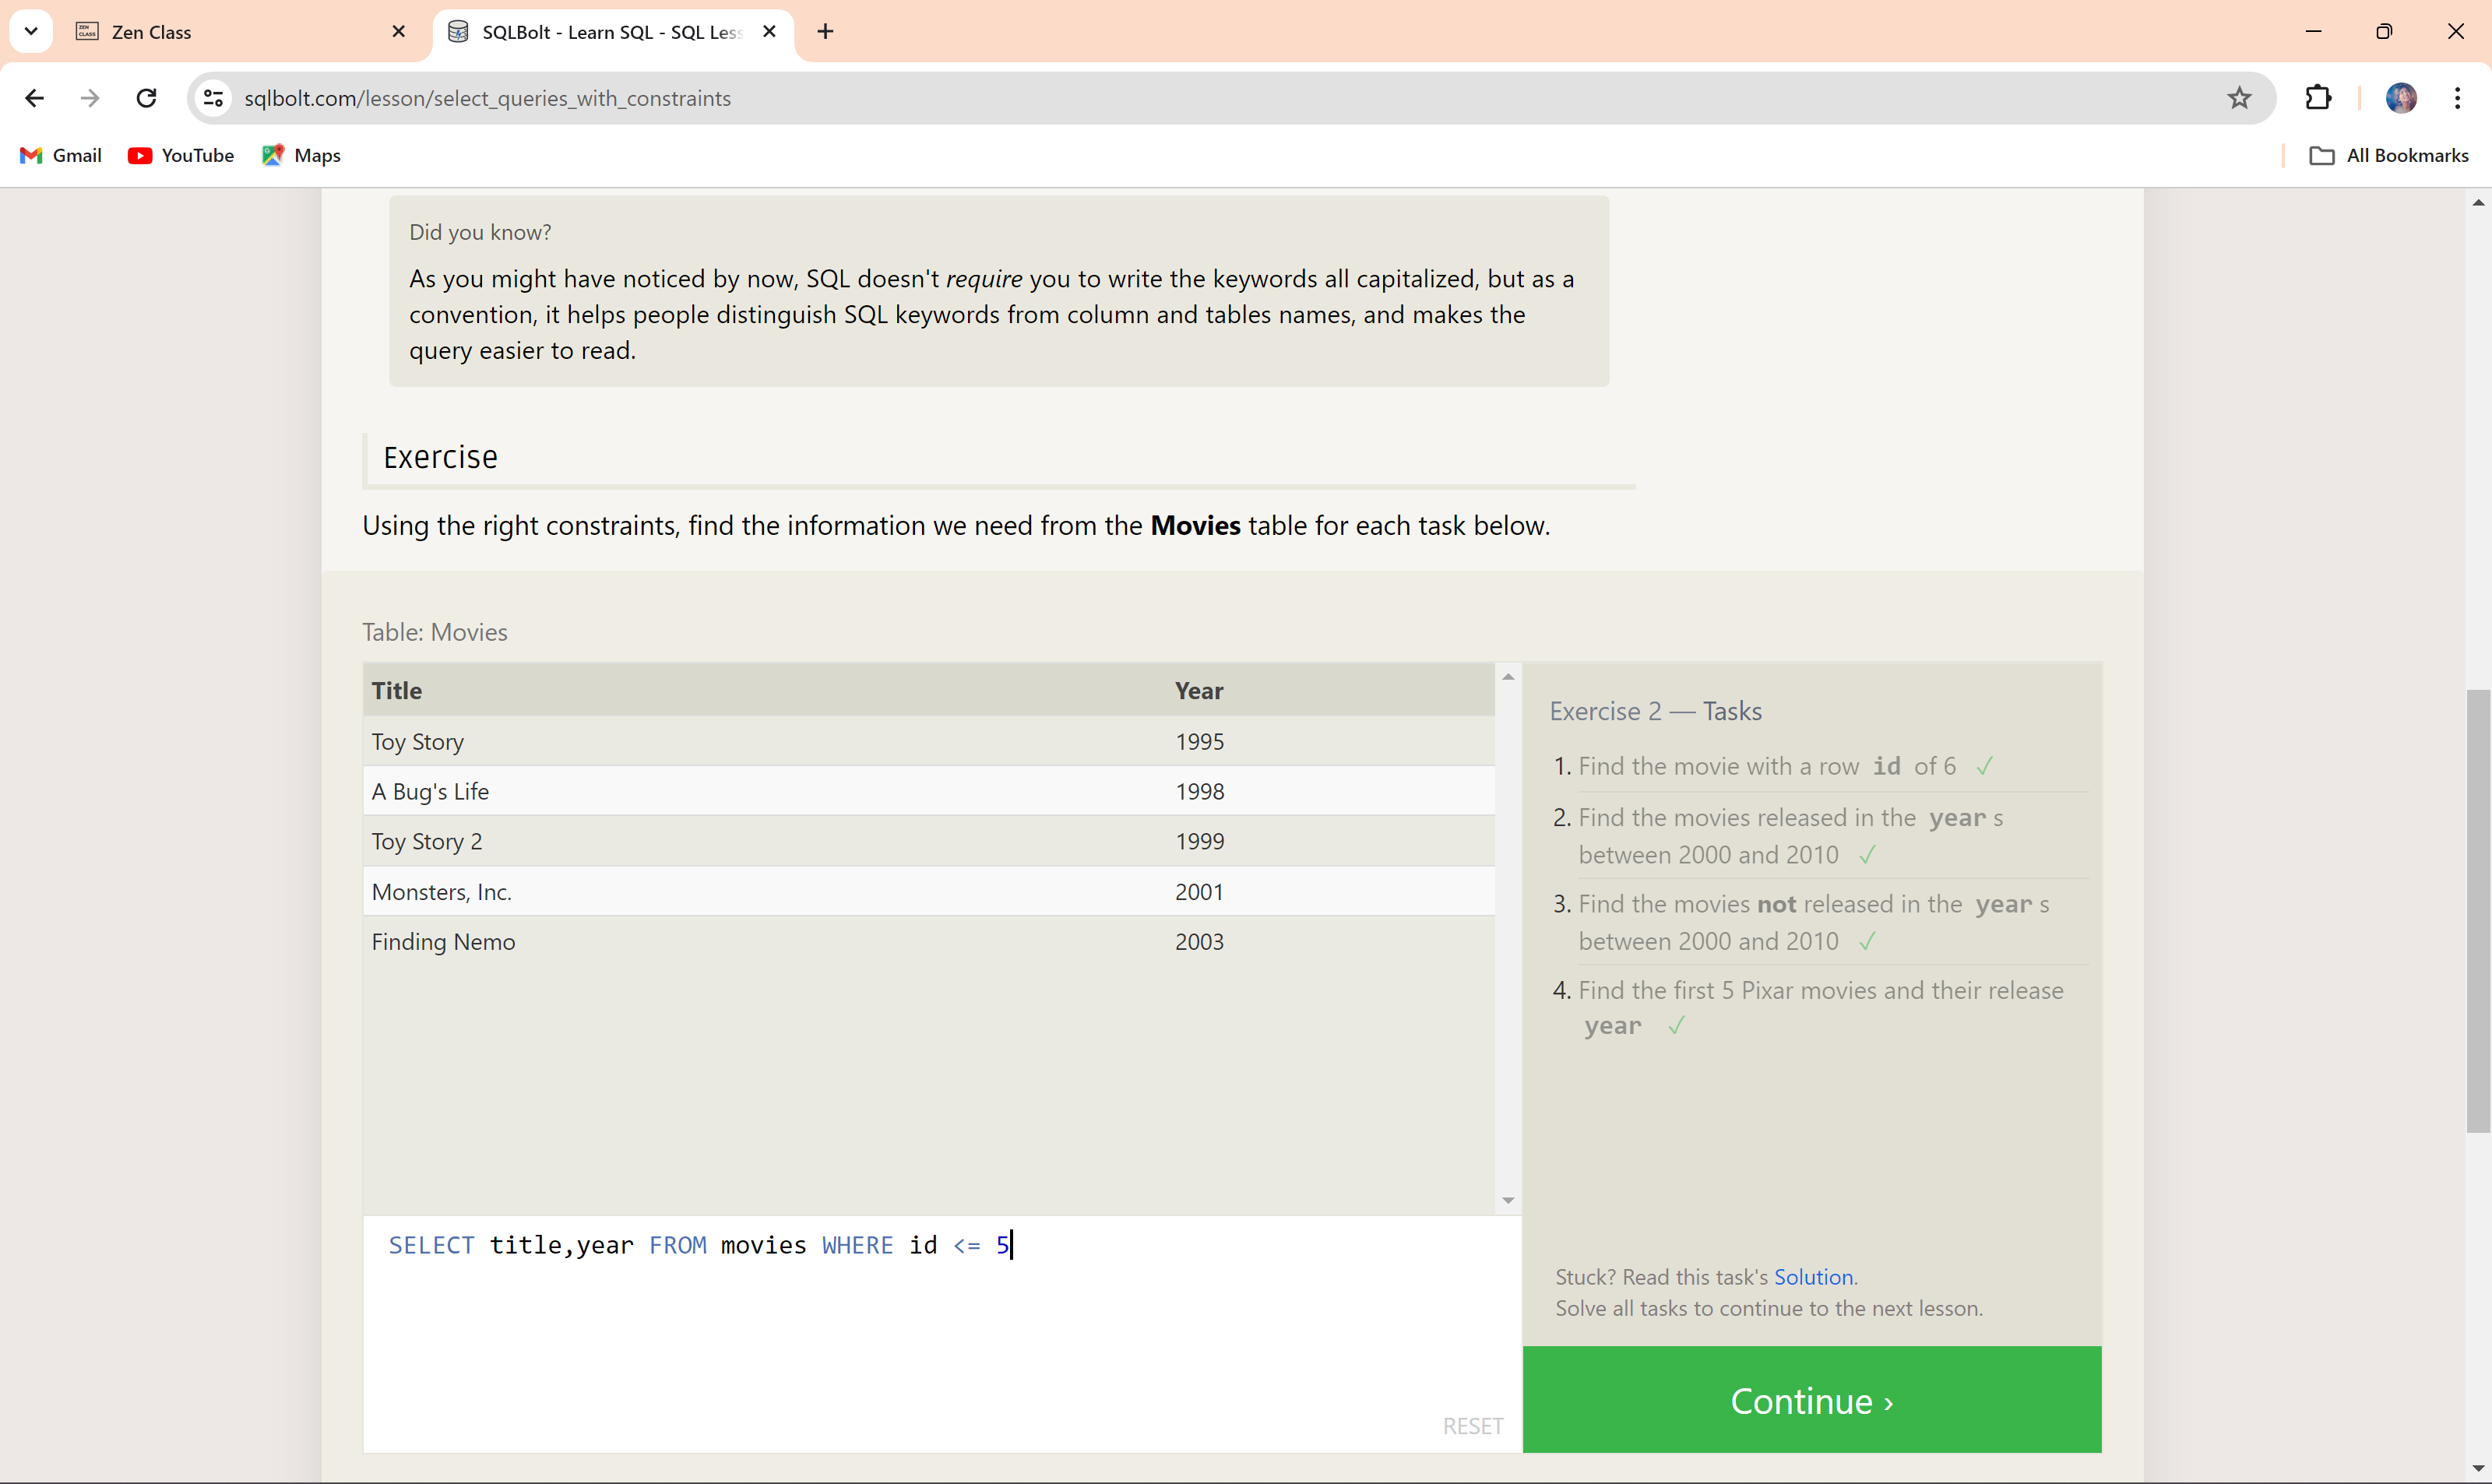 Zen Class
SQLBolt - Learn SQL - SQL Les
sqlbolt.com/lesson/select_queries_with_constraints
Gmail
YouTube
Maps
All Bookmarks
Did you know?
As you might have noticed by now, SQL doesn't require you to write the keywords all capitalized, but as a
convention, it helps people distinguish SQL keywords from column and tables names, and makes the
query easier to read.
Exercise
Using the right constraints, find the information we need from the Movies table for each task below.
Table: Movies
Title Year
Toy Story 1995
A Bug's Life 1998
Toy Story 2 1999
Monsters, Inc. 2001
Finding Nemo 2003
SELECT title,year FROM movies WHERE id <= 5
RESET
Exercise 2 — Tasks
1. Find the movie with a row id of 6 ✓
2. Find the movies released in the year s
between 2000 and 2010 ✓
3. Find the movies not released in the year s
between 2000 and 2010 ✓
4. Find the first 5 Pixar movies and their release
year ✓
Stuck? Read this task's Solution.
Solve all tasks to continue to the next lesson.
Continue ›